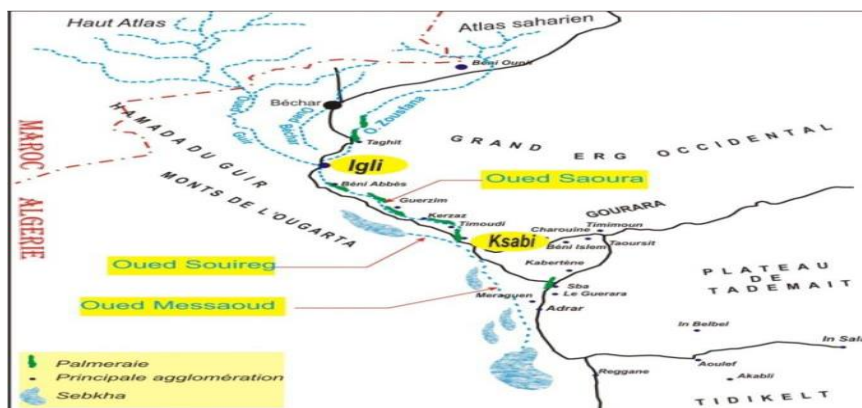 Haut Atlas
Atlas saharien
Béni Ounif
Béchar
Oued Guir
Oued Béchar
O. Zousfana
Taghit
MAROC
ALGERIE
HAMADA DU GUIR
MONTS DE L'OUGARTA
GRAND ERG OCCIDENTAL
Igli
Béni Abbès
Oued Saoura
Guerzim
Kerzaz
Timoudi
GOURARA
Ksabi
Charouine
Timimoun
Béni Islem
Taoursit
Oued Souireg
Kabertène
PLATEAU
DE
TADEMAIT
Oued Messaoud
Sba
Meraguen
Le Guerara
Adrar
In Belbel
In Sal
Palmeraie
Principale agglomération
Sebkha
Reggane
Aoulef
Akabli
TIDIKELT